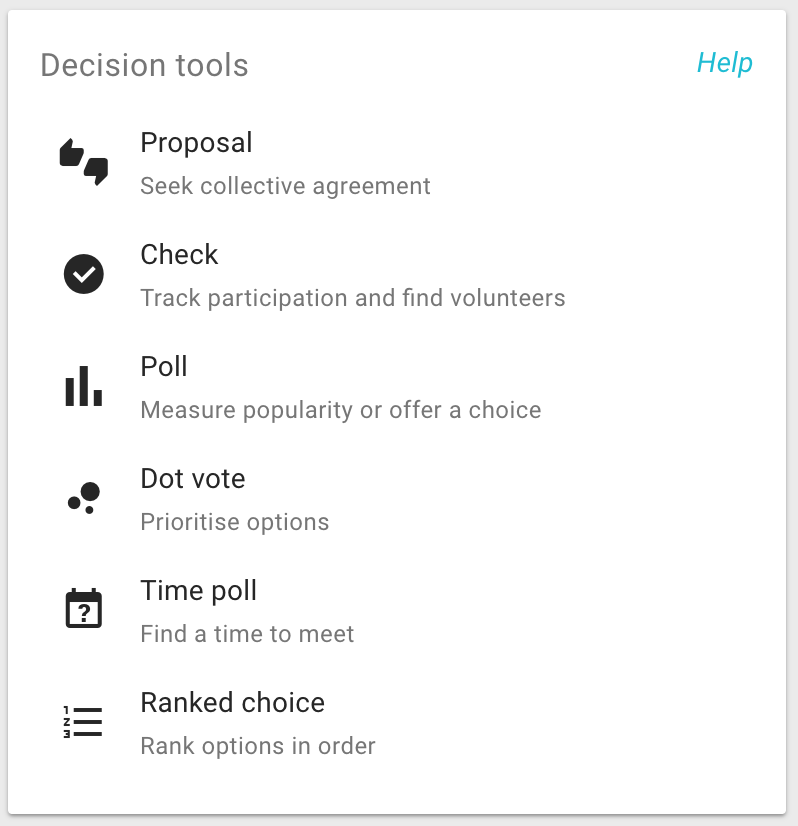 Decision tools
Help
Proposal
Seek collective agreement
Check
Track participation and find volunteers
Poll
Measure popularity or offer a choice
Dot vote
Prioritise options
?
Time poll
Find a time to meet
1
2
3
Ranked choice
Rank options in order